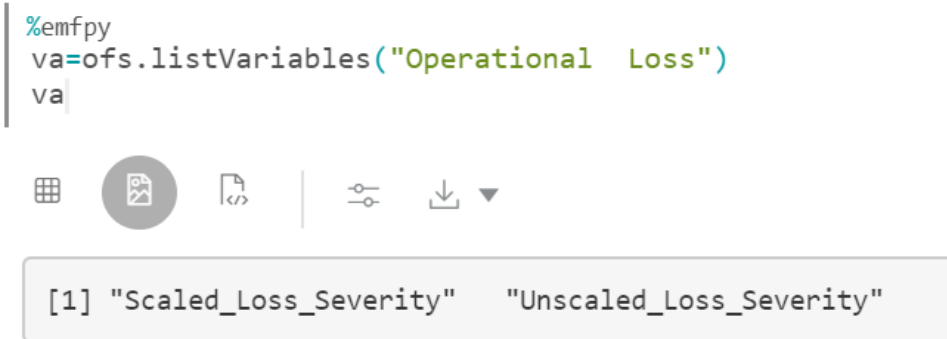 %emfpy
va=ofs.listVariables("Operational  Loss")
va
[1] "Scaled_Loss_Severity"   "Unscaled_Loss_Severity"